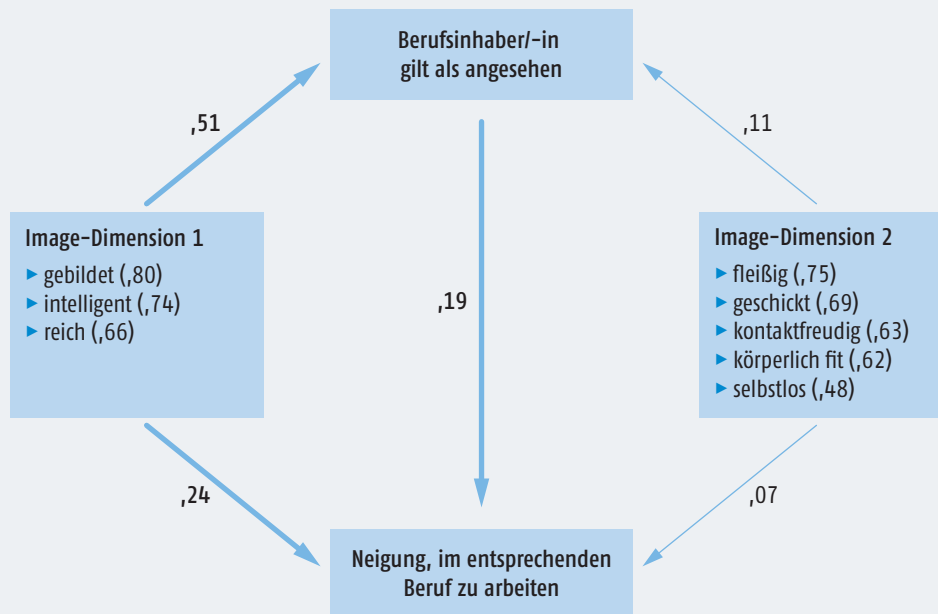 Berufsinhaber/-in
gilt als angesehen
,51
,11
Image-Dimension 1
► gebildet (,80)
► intelligent (,74)
► reich (,66)
,19
Image-Dimension 2
► fleißig (,75)
► geschickt (,69)
► kontaktfreudig (,63)
► körperlich fit (,62)
► selbstlos (,48)
,24
,07
Neigung, im entsprechenden
Beruf zu arbeiten